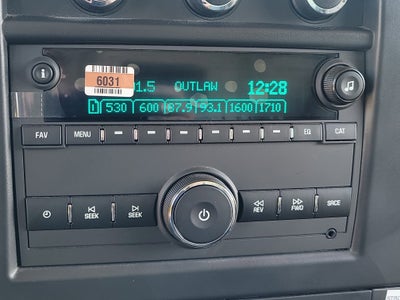 6031
1.5 OUTLAW 12:28
1 530 600 87.9 93.1 1600 1710
FAV MENU EQ CAT
SEEK SEEK REV FWD SRCE